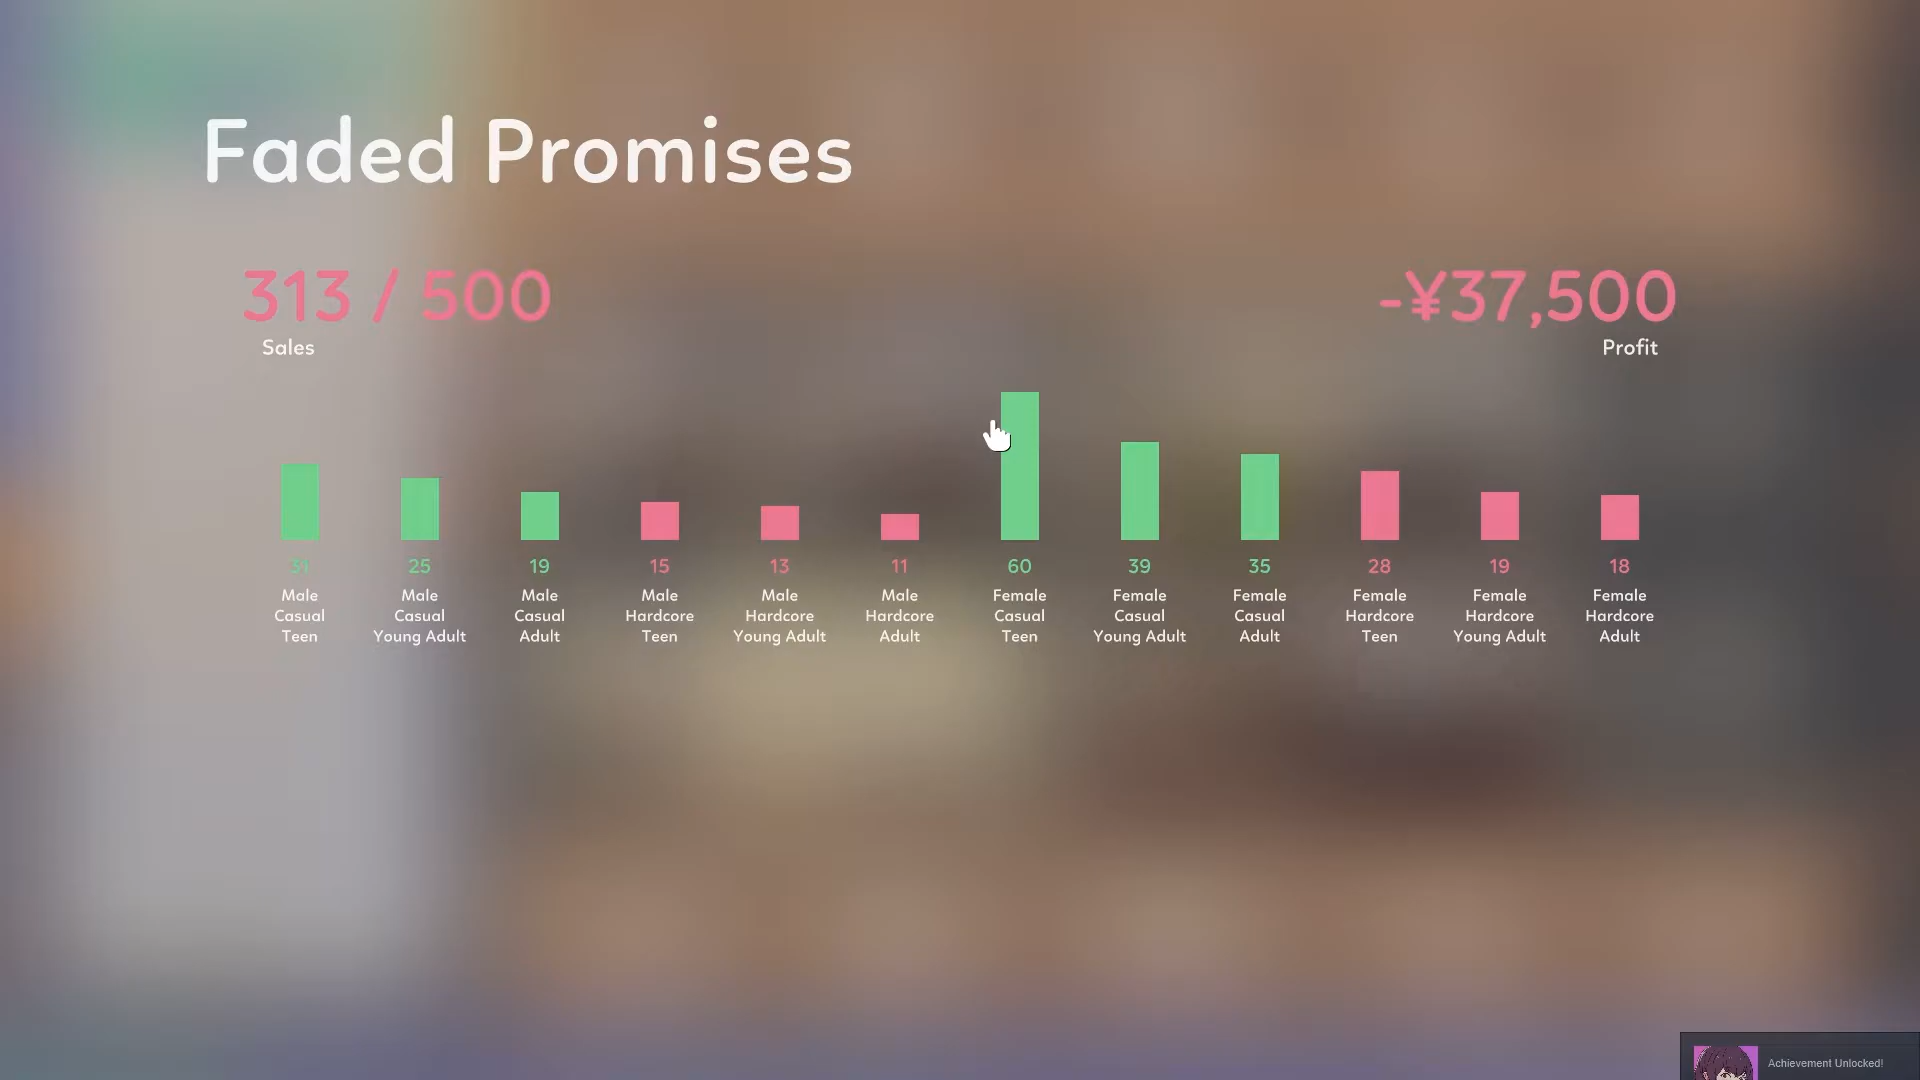 Faded Promises
313 / 500
Sales
-¥37,500
Profit
31
Male
Casual
Teen
25
Male
Casual
Young Adult
19
Male
Casual
Adult
15
Male
Hardcore
Teen
13
Male
Hardcore
Young Adult
11
Male
Hardcore
Adult
60
Female
Casual
Teen
39
Female
Casual
Young Adult
35
Female
Casual
Adult
28
Female
Hardcore
Teen
19
Female
Hardcore
Young Adult
18
Female
Hardcore
Adult
Achievement Unlocked!